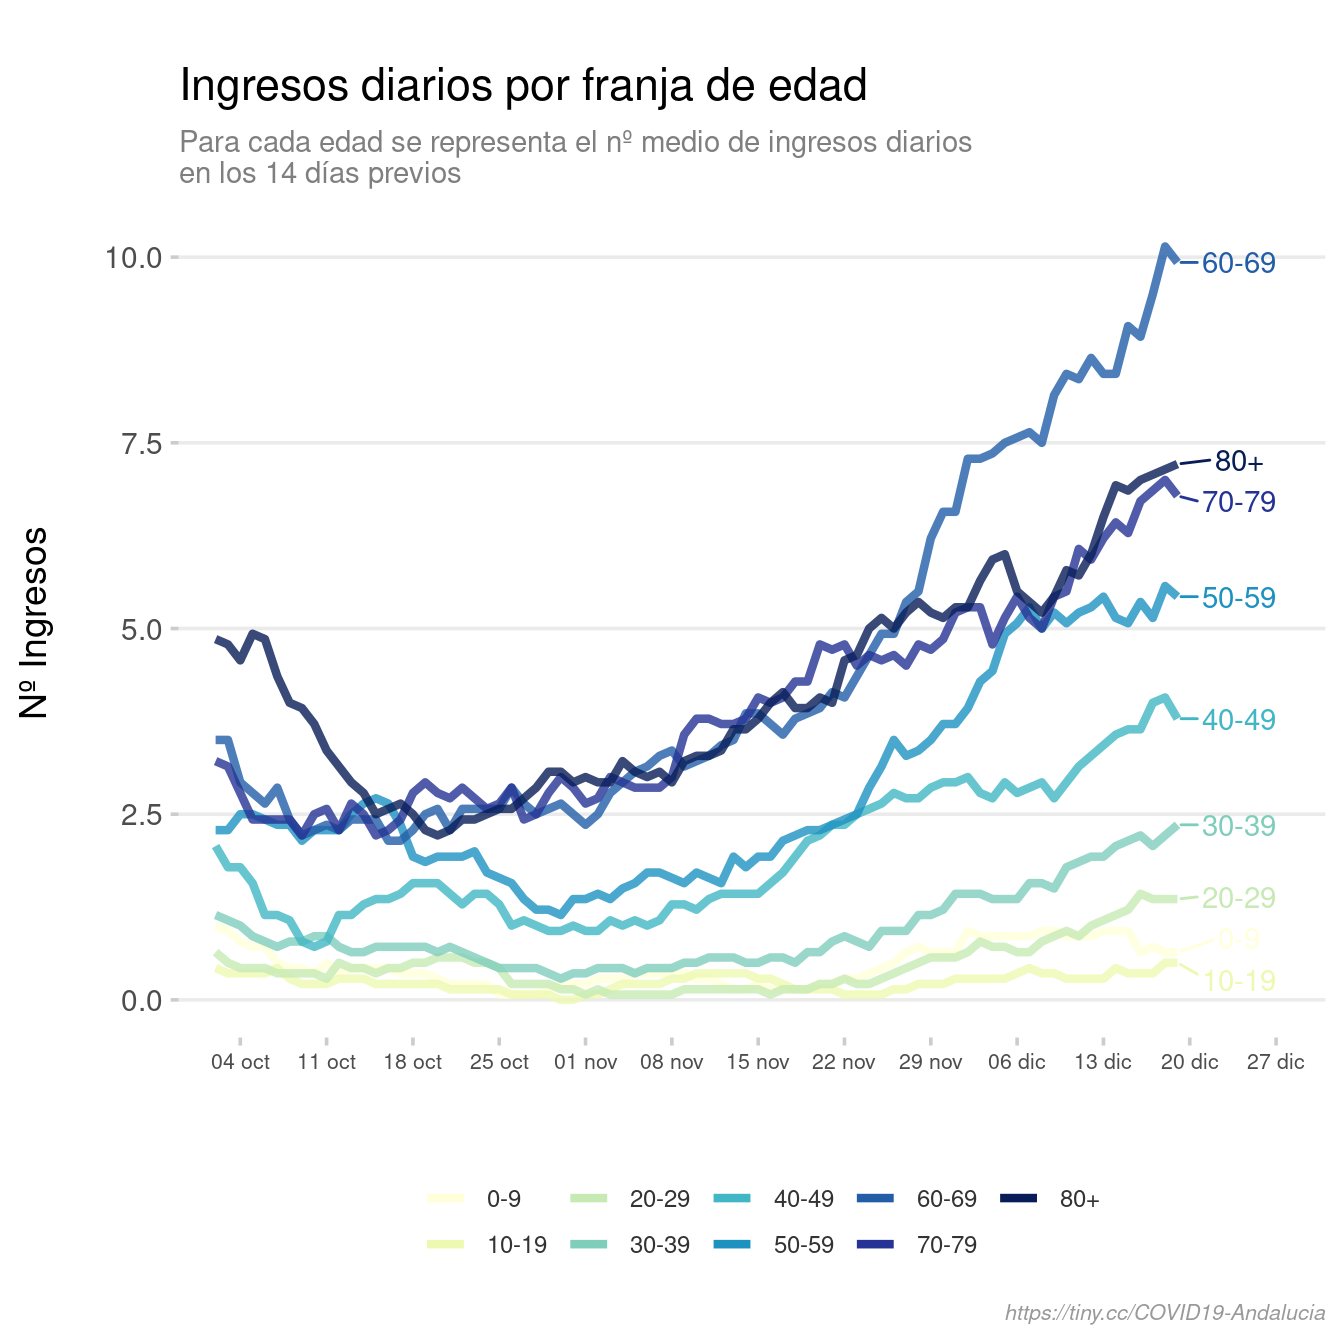 Ingresos diarios por franja de edad
Para cada edad se representa el nº medio de ingresos diarios
en los 14 días previos
Nº Ingresos
10.0
7.5
5.0
2.5
0.0
60-69
80+
70-79
50-59
40-49
30-39
20-29
0-9
10-19
04 oct 11 oct 18 oct 25 oct 01 nov 08 nov 15 nov 22 nov 29 nov 06 dic 13 dic 20 dic 27 dic
0-9 20-29 40-49 60-69 80+
10-19 30-39 50-59 70-79
https://tiny.cc/COVID19-Andalucia